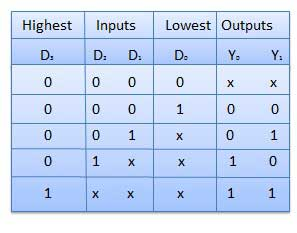 Highest Inputs Lowest Outputs
D₃ D₂ D₁ D₀ Y₀ Y₁
0 0 0 0 x x
0 0 0 1 0 0
0 0 1 x 0 1
0 1 x x 1 0
1 x x x 1 1